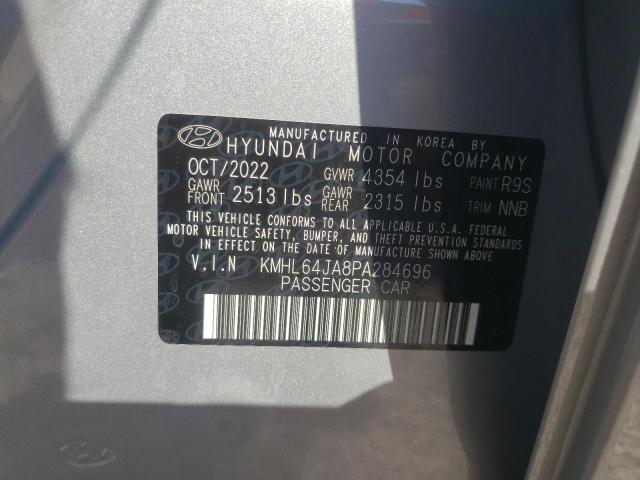 MANUFACTURED IN KOREA BY
HYUNDAI MOTOR COMPANY
OCT/2022 GVWR 4354 lbs PAINT R9S
GAWR FRONT 2513 lbs GAWR REAR 2315 lbs TRIM NNB
THIS VEHICLE CONFORMS TO ALL APPLICABLE U.S.A. FEDERAL
MOTOR VEHICLE SAFETY, BUMPER, AND THEFT PREVENTION STANDARDS
IN EFFECT ON THE DATE OF MANUFACTURE SHOWN ABOVE.
V.I.N KMHL64JA8PA284696
PASSENGER CAR